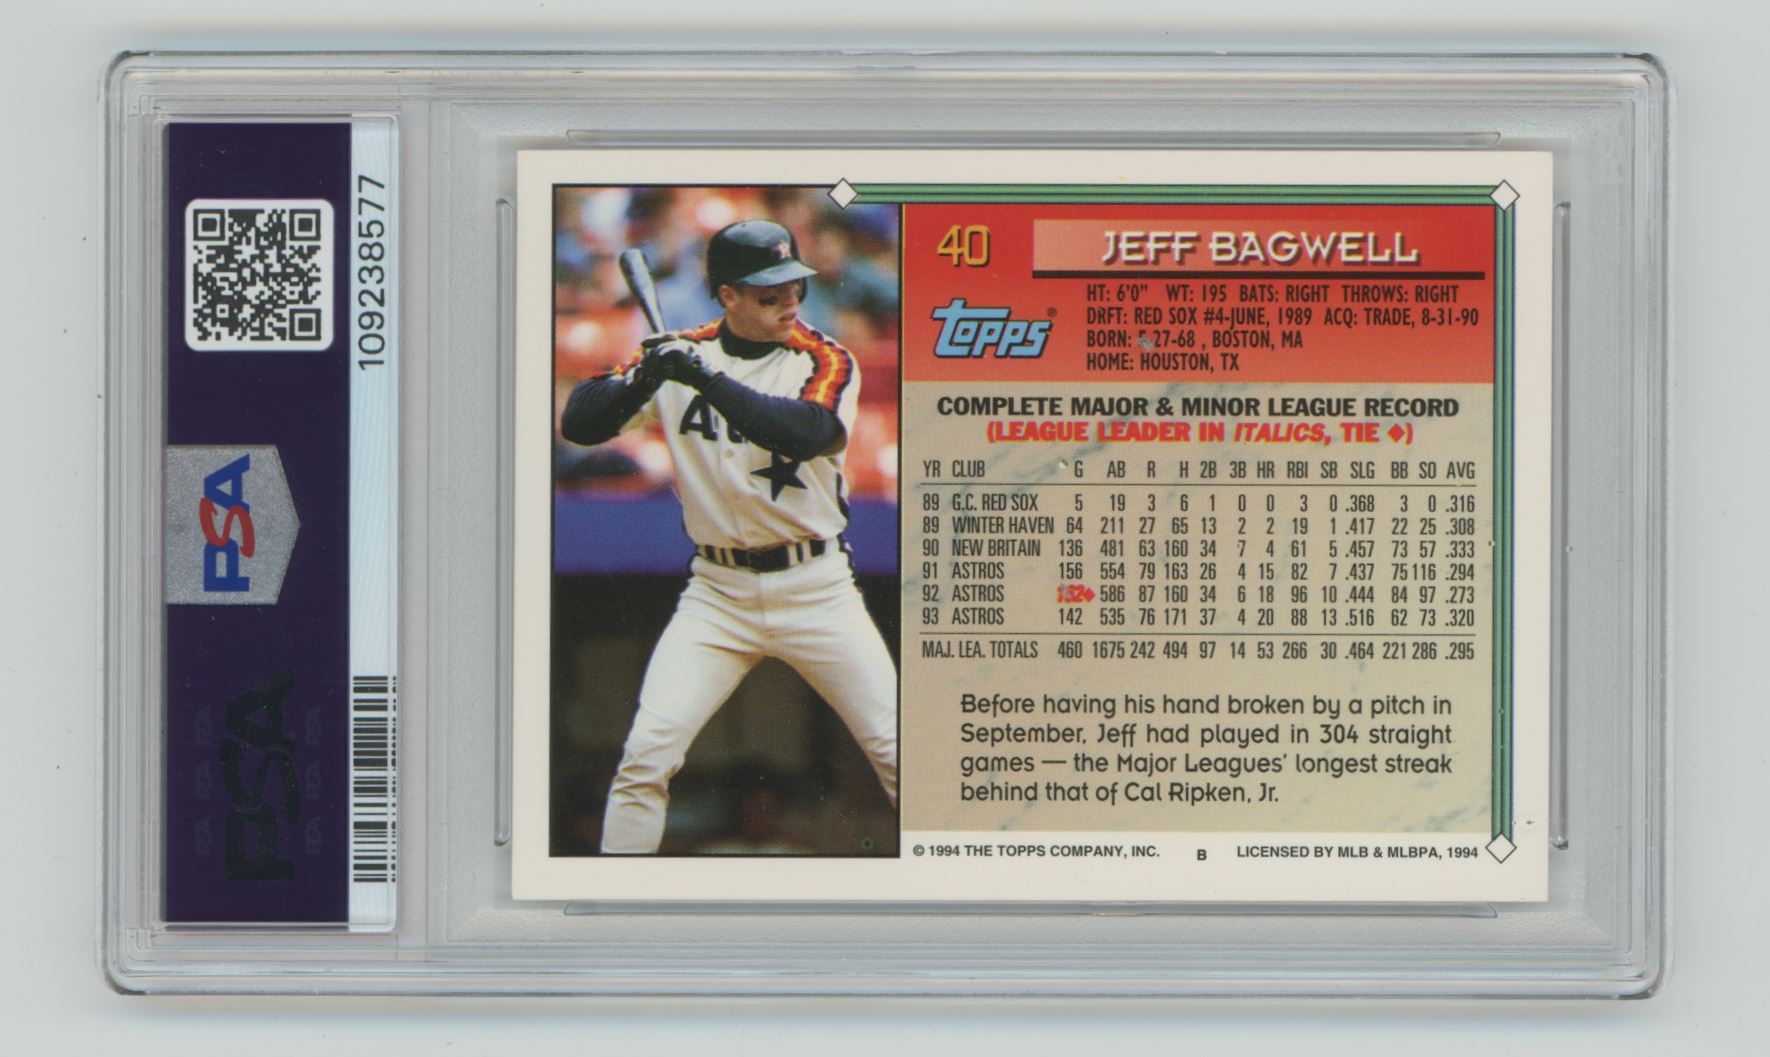 109238577
PSA
PSA
40
JEFF BAGWELL
topps®
HT: 6'0" WT: 195 BATS: RIGHT THROWS: RIGHT
DRFT: RED SOX #4-JUNE, 1989 ACQ: TRADE, 8-31-90
BORN: 5-27-68 , BOSTON, MA
HOME: HOUSTON, TX
COMPLETE MAJOR & MINOR LEAGUE RECORD
(LEAGUE LEADER IN ITALICS, TIE ♦)
YR CLUB G AB R H 2B 3B HR RBI SB SLG BB SO AVG
89 G.C. RED SOX 5 19 3 6 1 0 0 3 0 .368 3 0 .316
89 WINTER HAVEN 64 211 27 65 13 2 2 19 1 .417 22 25 .308
90 NEW BRITAIN 136 481 63 160 34 7 4 61 5 .457 73 57 .333
91 ASTROS 156 554 79 163 26 4 15 82 7 .437 75 116 .294
92 ASTROS 162♦ 586 87 160 34 6 18 96 10 .444 84 97 .273
93 ASTROS 142 535 76 171 37 4 20 88 13 .516 62 73 .320
MAJ. LEA. TOTALS 460 1675 242 494 97 14 53 266 30 .464 221 286 .295
Before having his hand broken by a pitch in
September, Jeff had played in 304 straight
games — the Major Leagues' longest streak
behind that of Cal Ripken, Jr.
© 1994 THE TOPPS COMPANY, INC. B LICENSED BY MLB & MLBPA, 1994